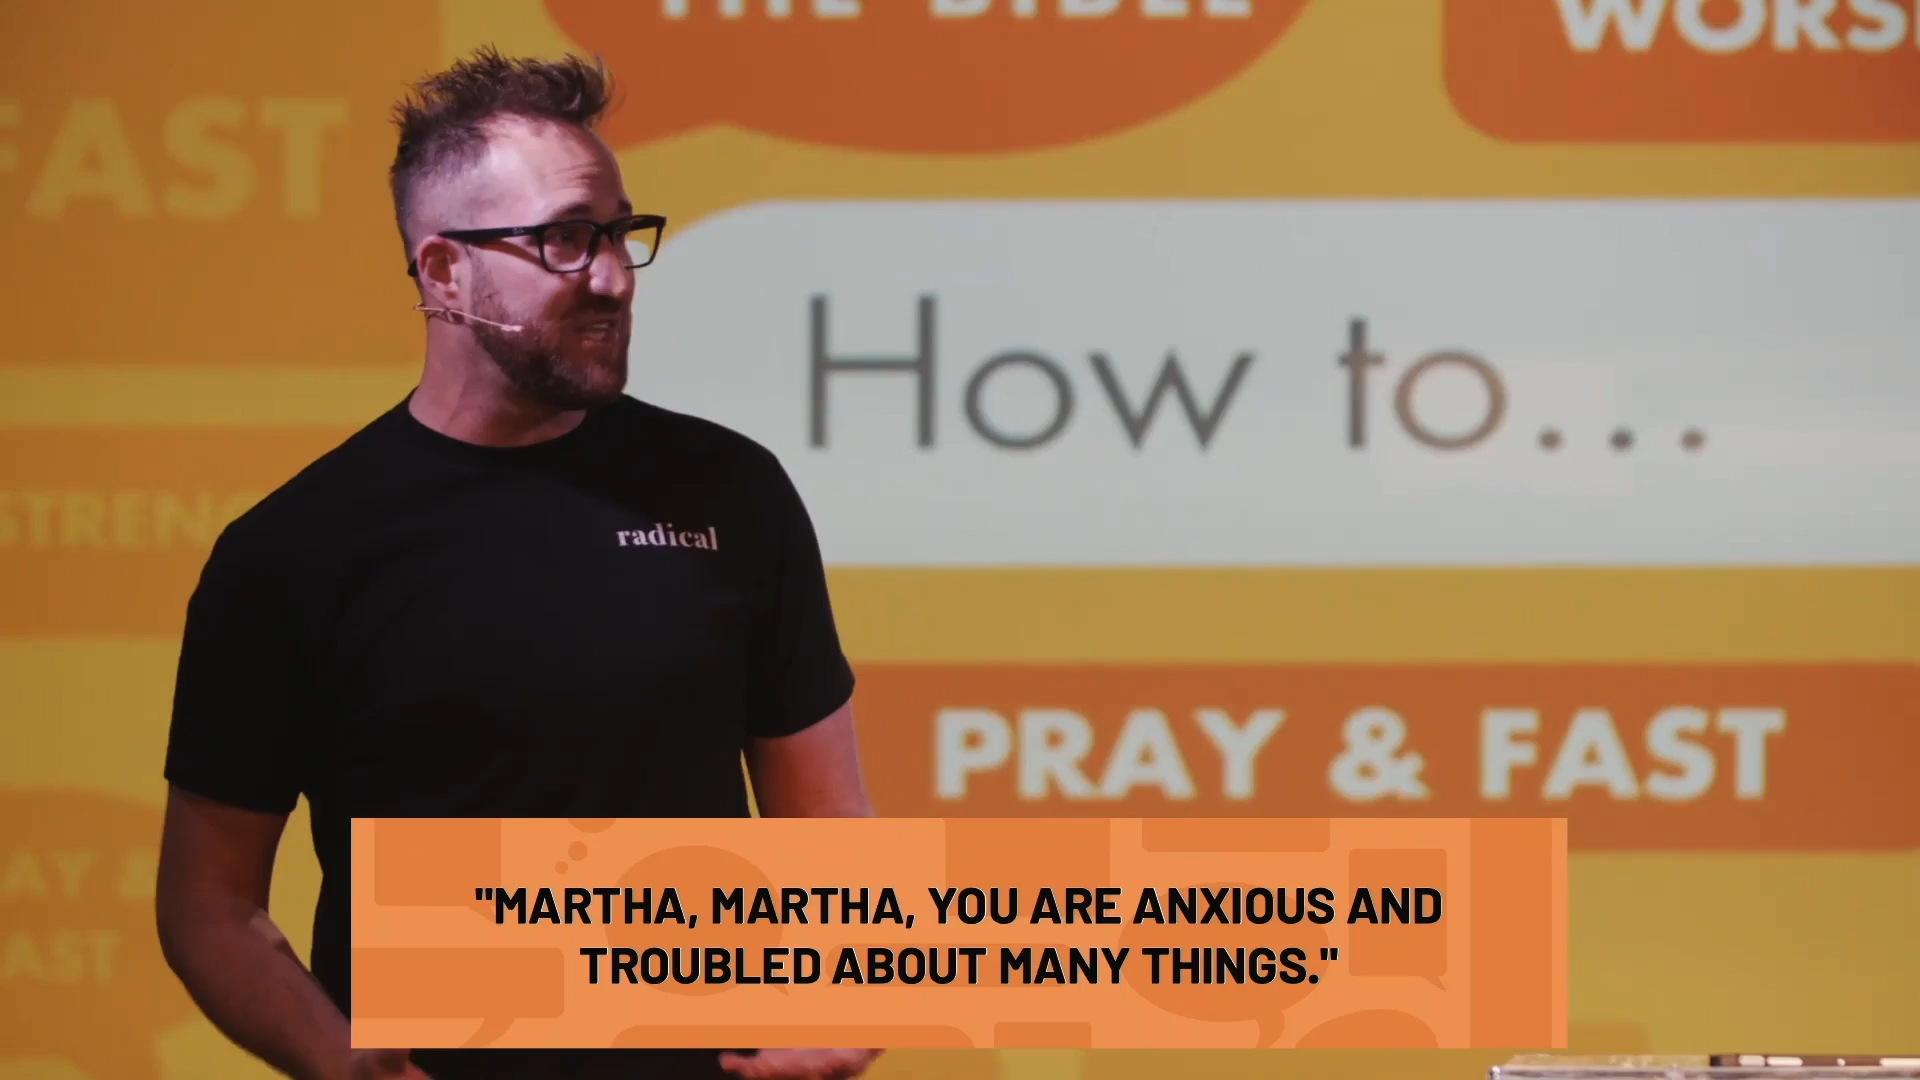 THE BIBLE
WORS
FAST
How to...
STREN
radical
PRAY & FAST
AY &
AST
"MARTHA, MARTHA, YOU ARE ANXIOUS AND
TROUBLED ABOUT MANY THINGS."